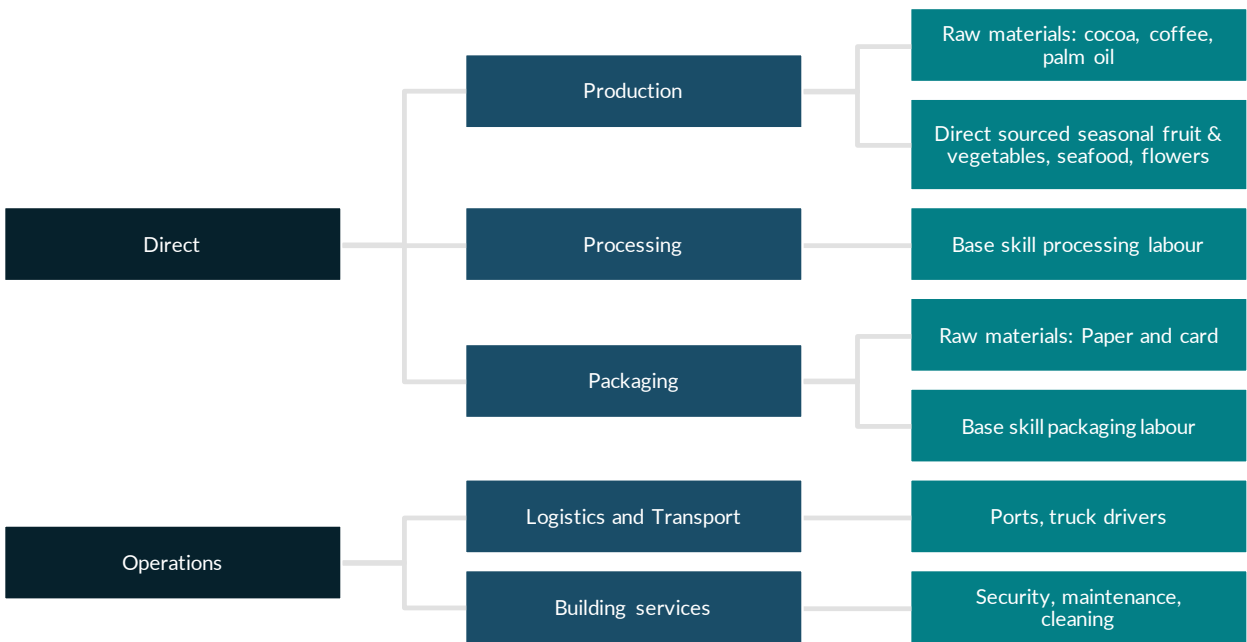 Direct
Production
Raw materials: cocoa, coffee,
palm oil
Direct sourced seasonal fruit &
vegetables, seafood, flowers
Processing
Base skill processing labour
Packaging
Raw materials: Paper and card
Base skill packaging labour
Operations
Logistics and Transport
Ports, truck drivers
Building services
Security, maintenance,
cleaning